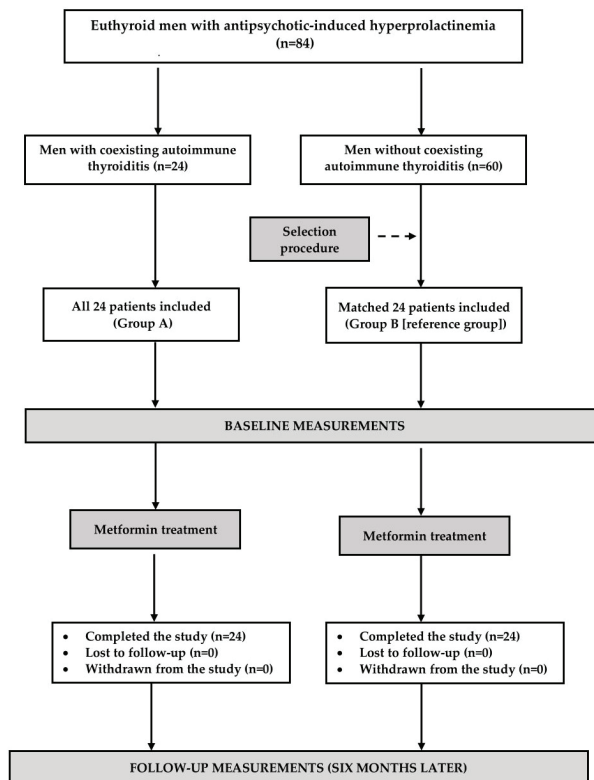 Euthyroid men with antipsychotic-induced hyperprolactinemia
(n=84)
Men with coexisting autoimmune
thyroiditis (n=24)
Men without coexisting
autoimmune thyroiditis (n=60)
Selection
procedure
All 24 patients included
(Group A)
Matched 24 patients included
(Group B [reference group])
BASELINE MEASUREMENTS
Metformin treatment
Metformin treatment
• Completed the study (n=24)
• Lost to follow-up (n=0)
• Withdrawn from the study (n=0)
• Completed the study (n=24)
• Lost to follow-up (n=0)
• Withdrawn from the study (n=0)
FOLLOW-UP MEASUREMENTS (SIX MONTHS LATER)